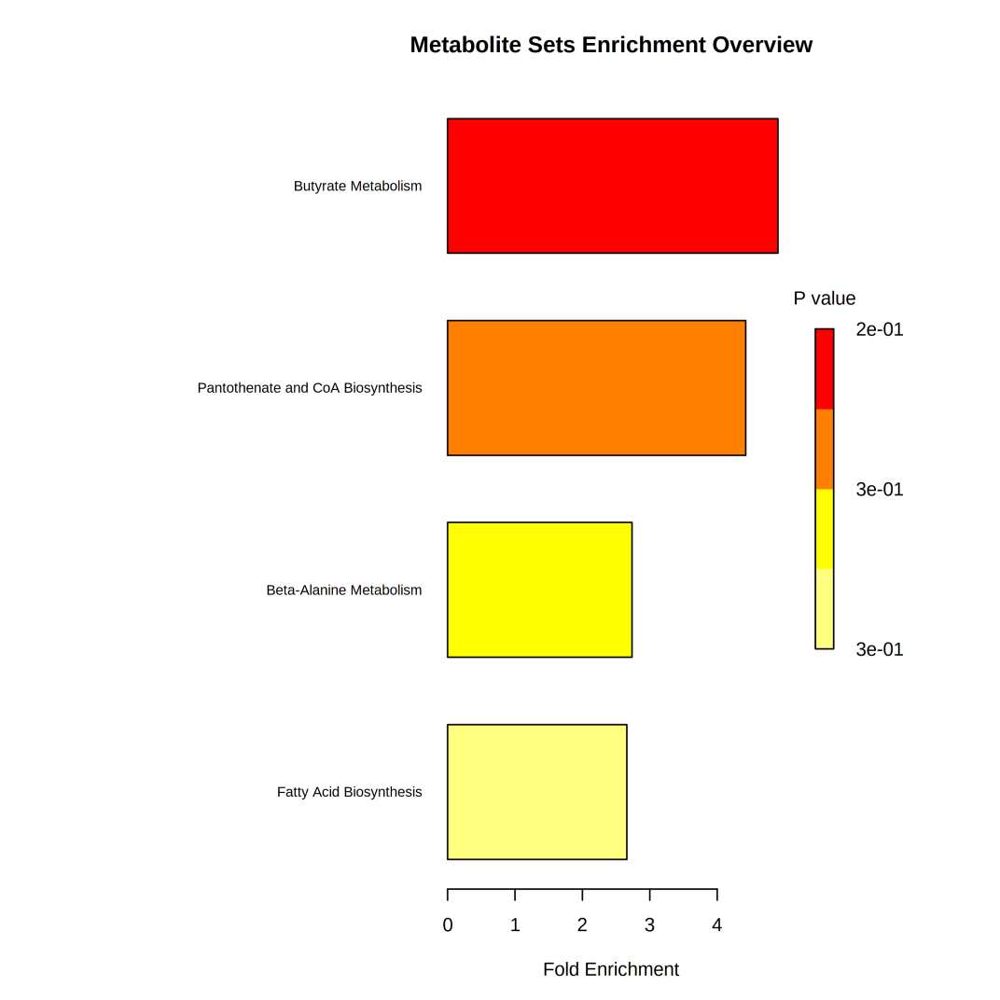 Metabolite Sets Enrichment Overview
Butyrate Metabolism
P value
2e-01
Pantothenate and CoA Biosynthesis
3e-01
Beta-Alanine Metabolism
3e-01
Fatty Acid Biosynthesis
0 1 2 3 4
Fold Enrichment